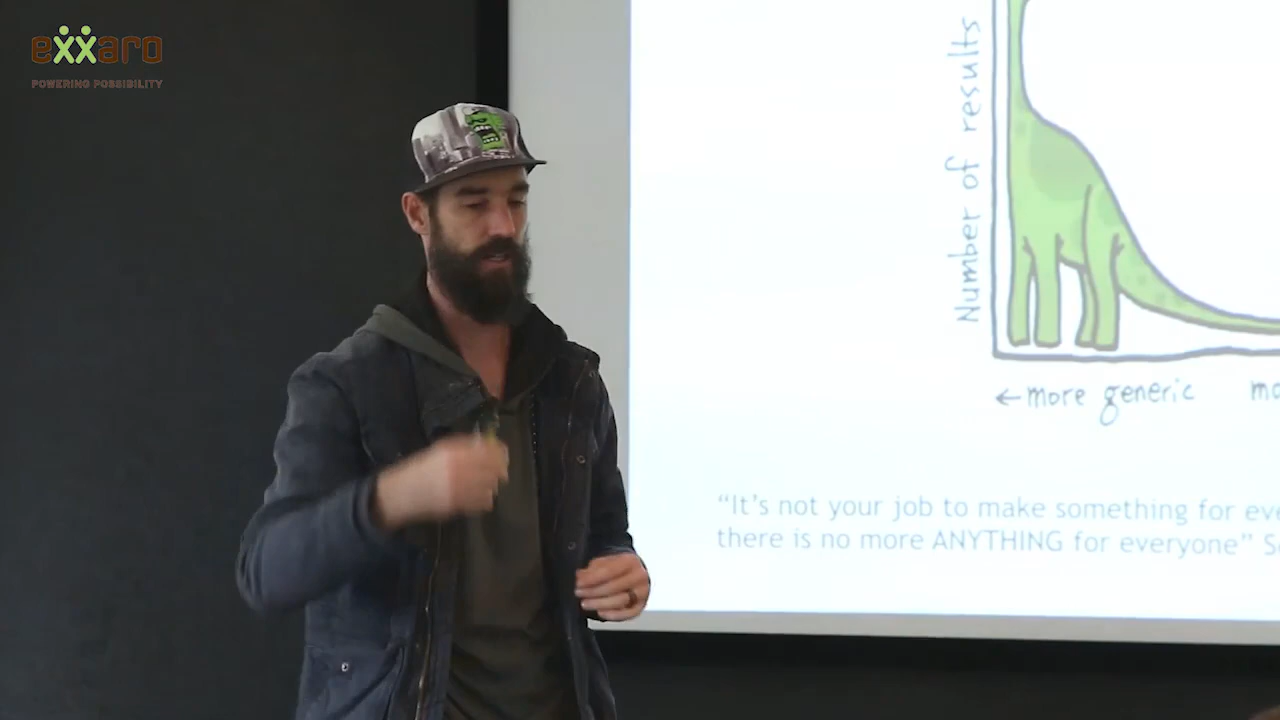 exxaro
POWERING POSSIBILITY
Number of results
←more generic
"It's not your job to make something for
there is no more ANYTHING for everyone"